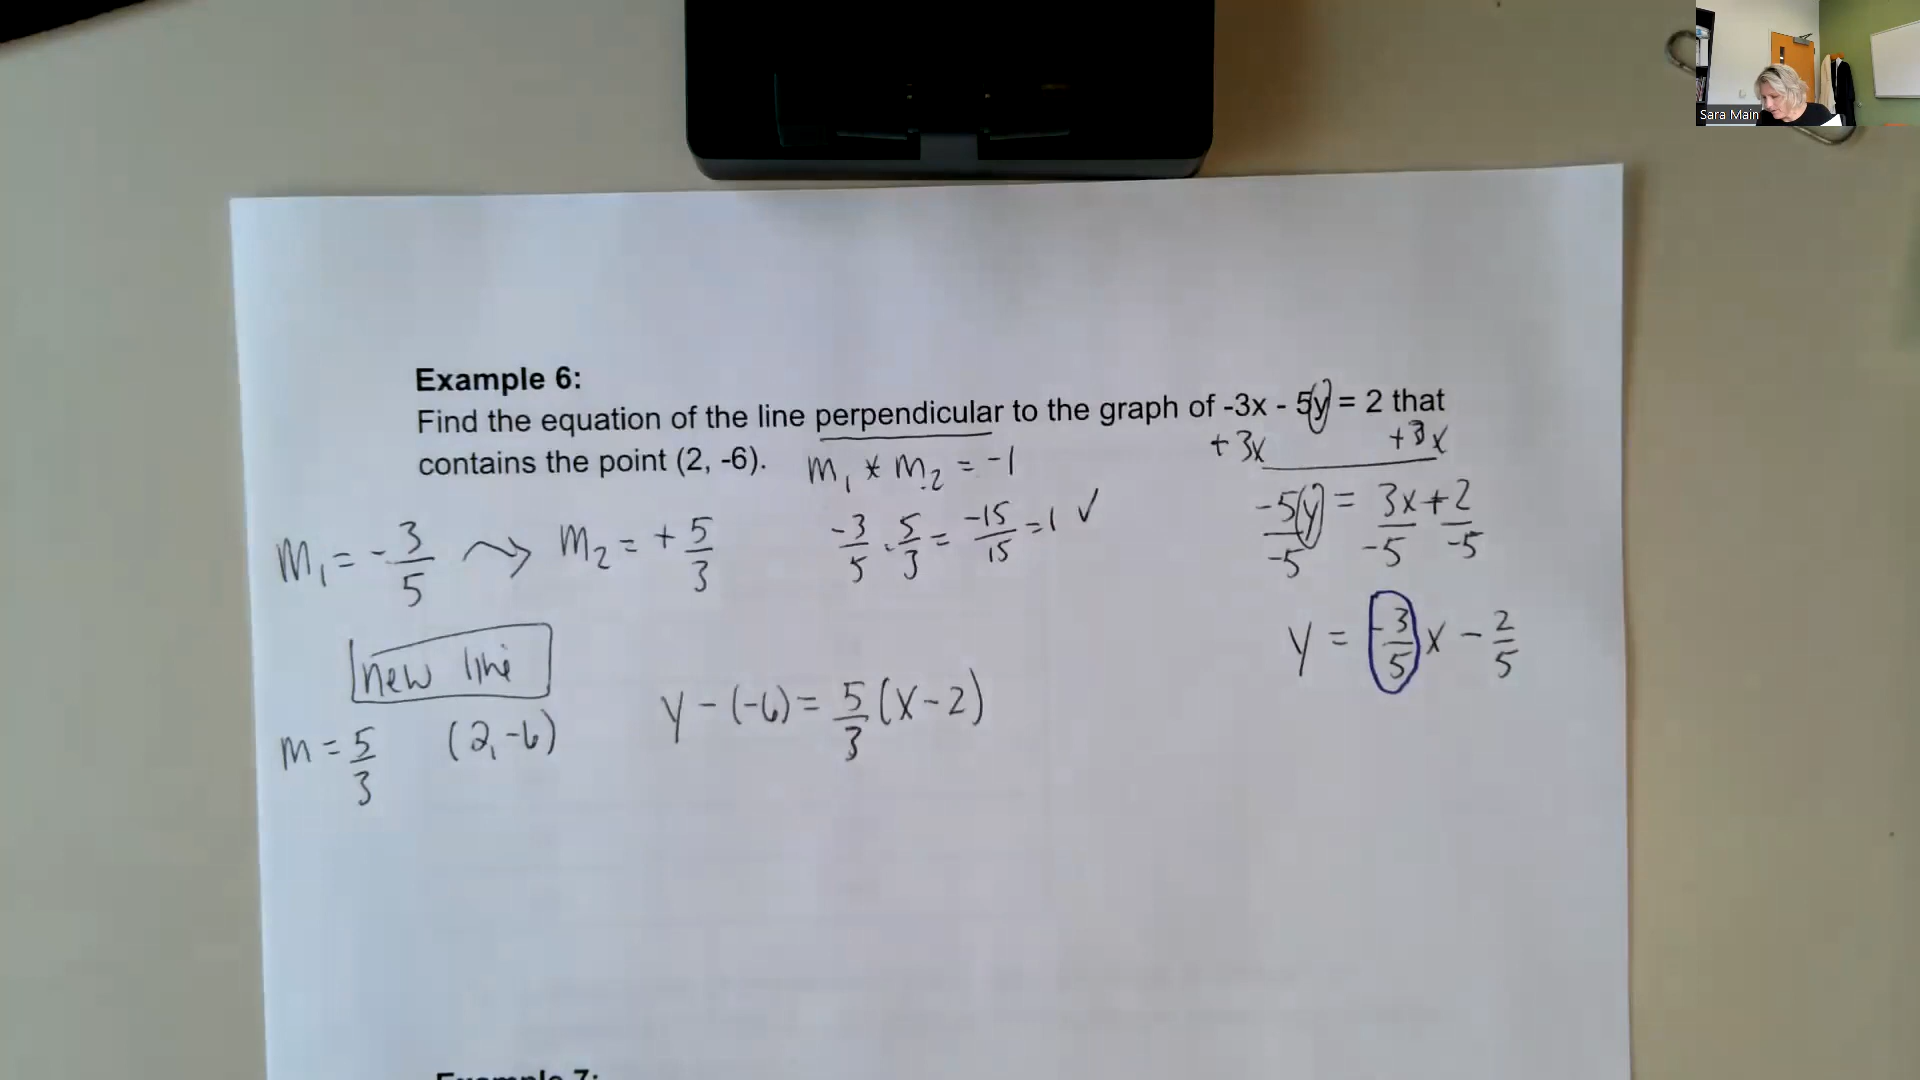 Sara Main
Example 6:
Find the equation of the line perpendicular to the graph of -3x - 5y = 2 that
+3x +3x
contains the point (2, -6). m₁ * m₂ = -1
-5y/-5 = 3x/-5 + 2/-5
m₁ = -3/5 → m₂ = + 5/3
-3/5 · 5/3 = -15/15 = 1 ✓
y = -3/5 x - 2/5
new line
m = 5/3 (2, -6)
y - (-6) = 5/3 (x - 2)
Example 7: